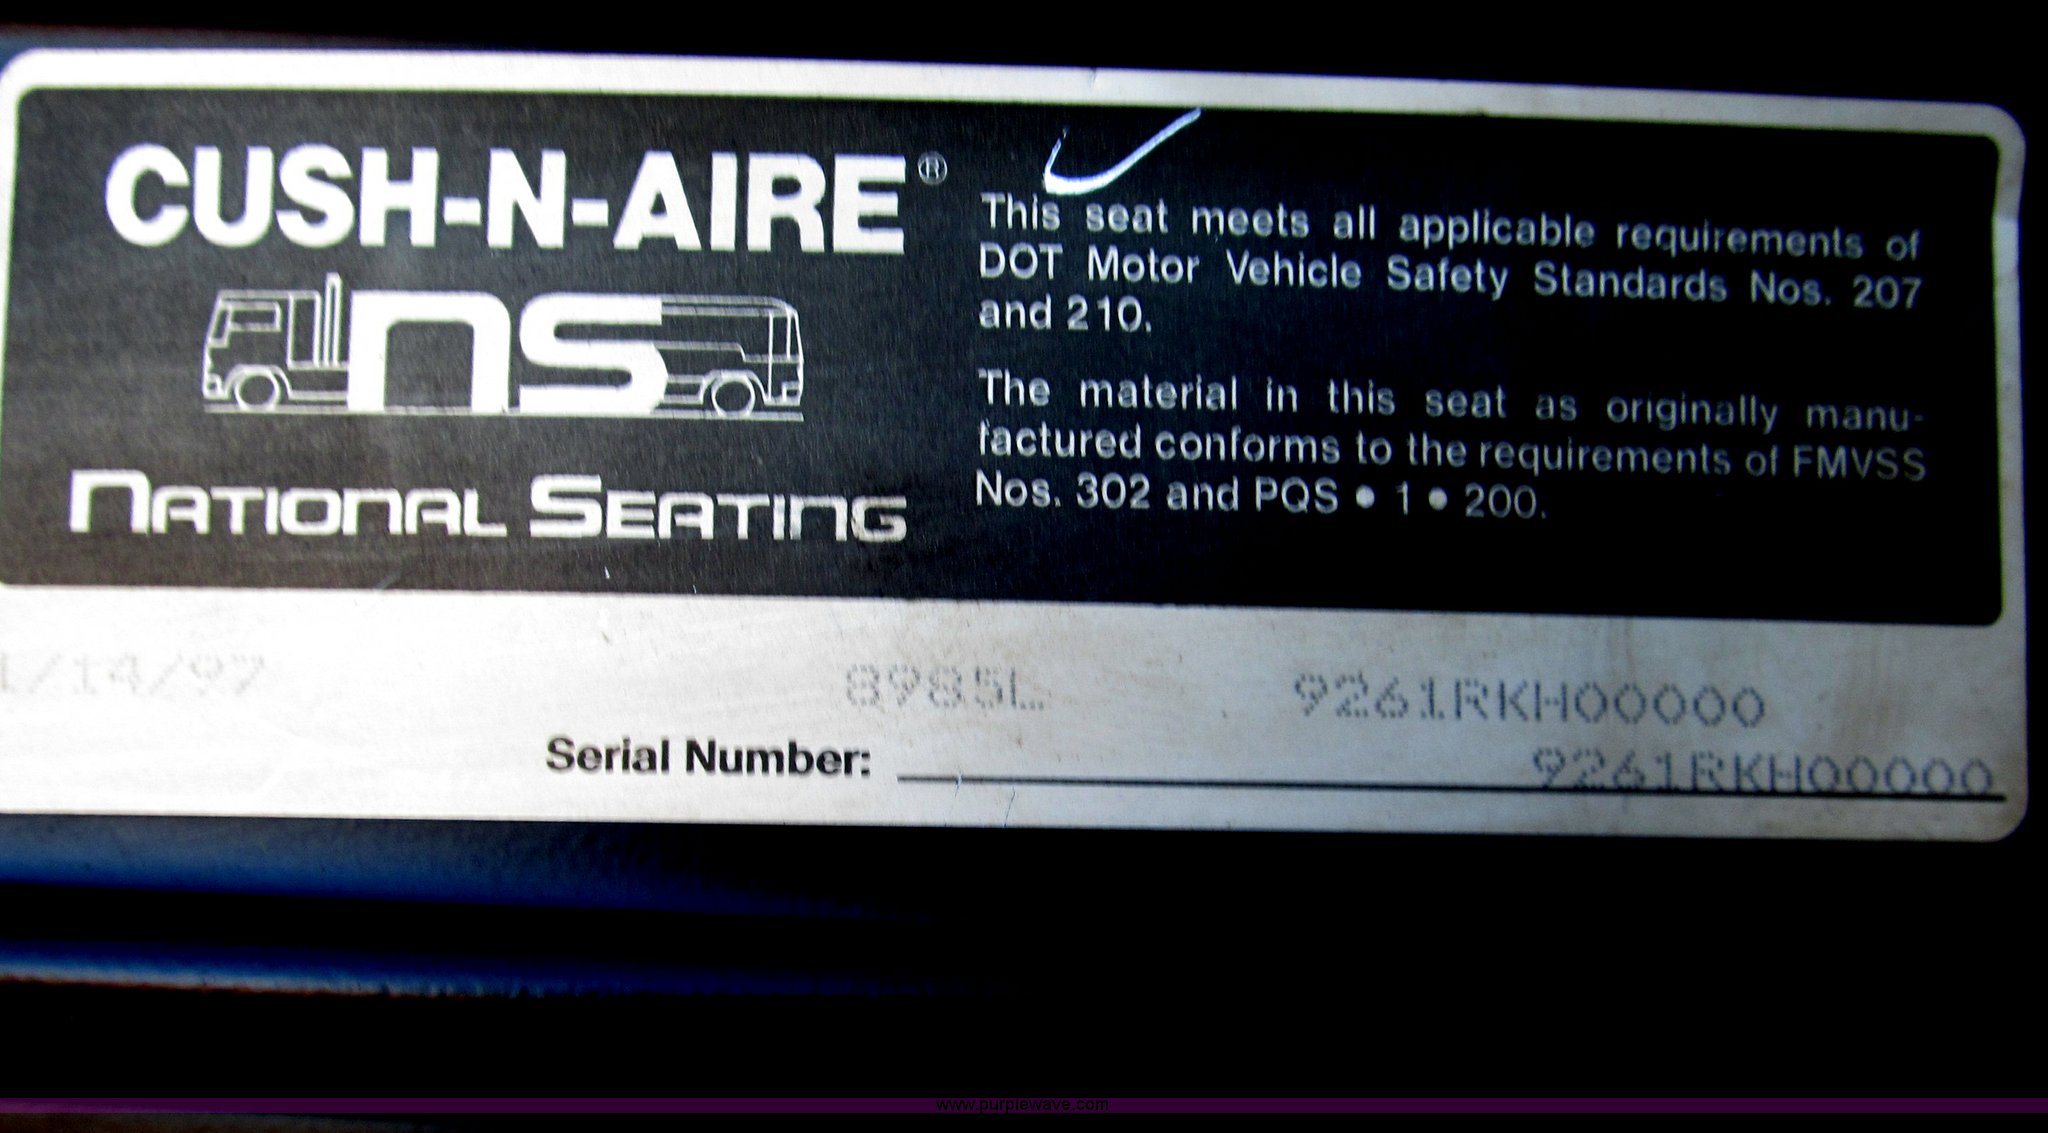 CUSH-N-AIRE®
ns
NATIONAL SEATING
This seat meets all applicable requirements of
DOT Motor Vehicle Safety Standards Nos. 207
and 210.
The material in this seat as originally manu-
factured conforms to the requirements of FMVSS
Nos. 302 and PQS • 1 • 200.
1/14/97 8985L 9261RKH00000
Serial Number: 9261RKH00000
www.purplewave.com